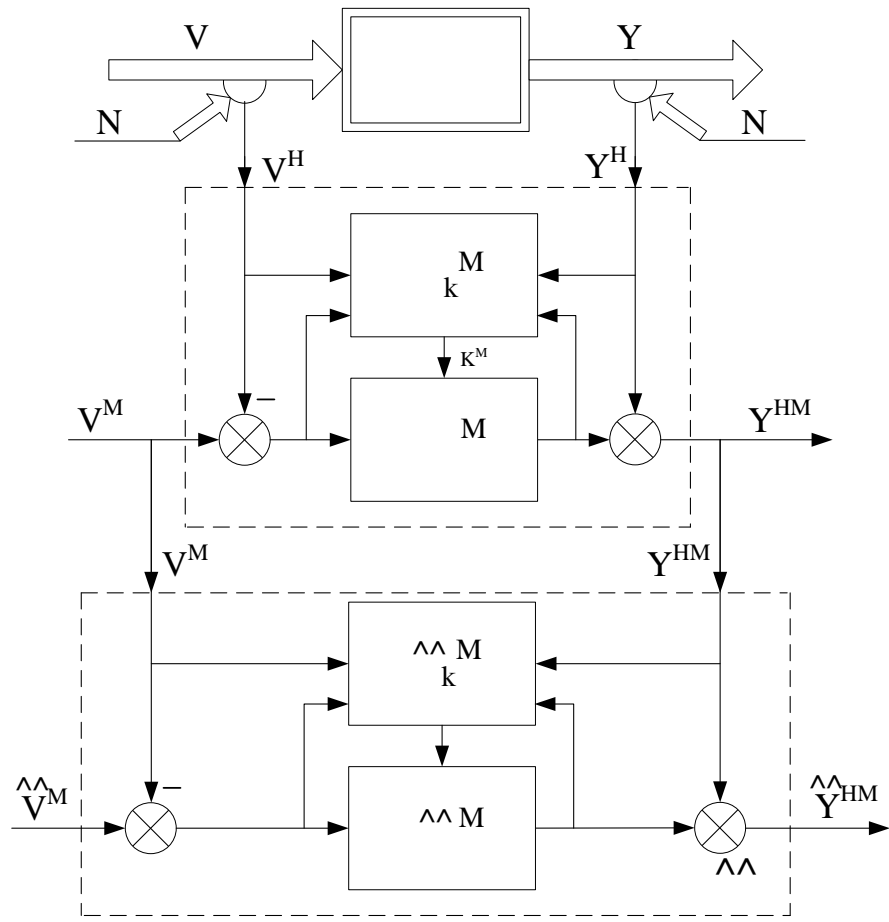 V Y
N N
V^H Y^H
M
k
K^M
V^M M Y^HM
–
V^M Y^HM
^^ M
k
–
^^ ^^
V^M ^^ M Y^HM
^^